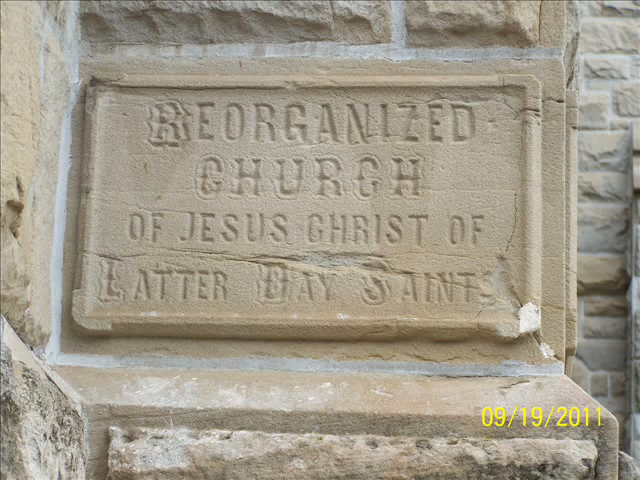 REORGANIZED
CHURCH
OF JESUS CHRIST OF
LATTER DAY SAINTS
09/19/2011